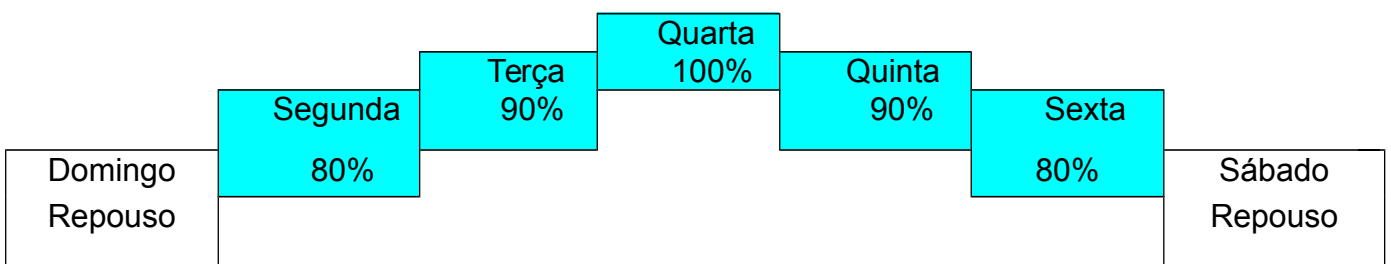 Domingo
Repouso
Segunda
80%
Terça
90%
Quarta
100%
Quinta
90%
Sexta
80%
Sábado
Repouso